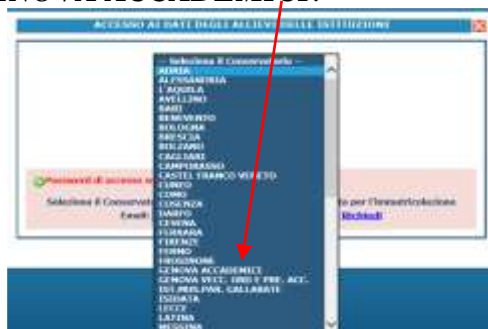 ACCESSO AI DATI DEGLI ALLIEVI DELLE ISTITUZIONI
-- Seleziona il Conservatorio --
ADRIA
ALESSANDRIA
L'AQUILA
AVELLINO
BARI
BENEVENTO
BOLOGNA
BRESCIA
BOLZANO
CAGLIARI
CAMPOBASSO
CASTEL FRANCO VENETO
CUNEO
COMO
COSENZA
DARFO
CESENA
FERRARA
FIRENZE
FERMO
FROSINONE
GENOVA ACCADEMICI
GENOVA VECC. ORD E PRE. ACC.
IST.MUS.PAR. GALLARATE
ISIDATA
LECCE
LATINA
MESSINA
Password di accesso
Seleziona il Conservat
per l'immatricolazione
Email:
Richiedi